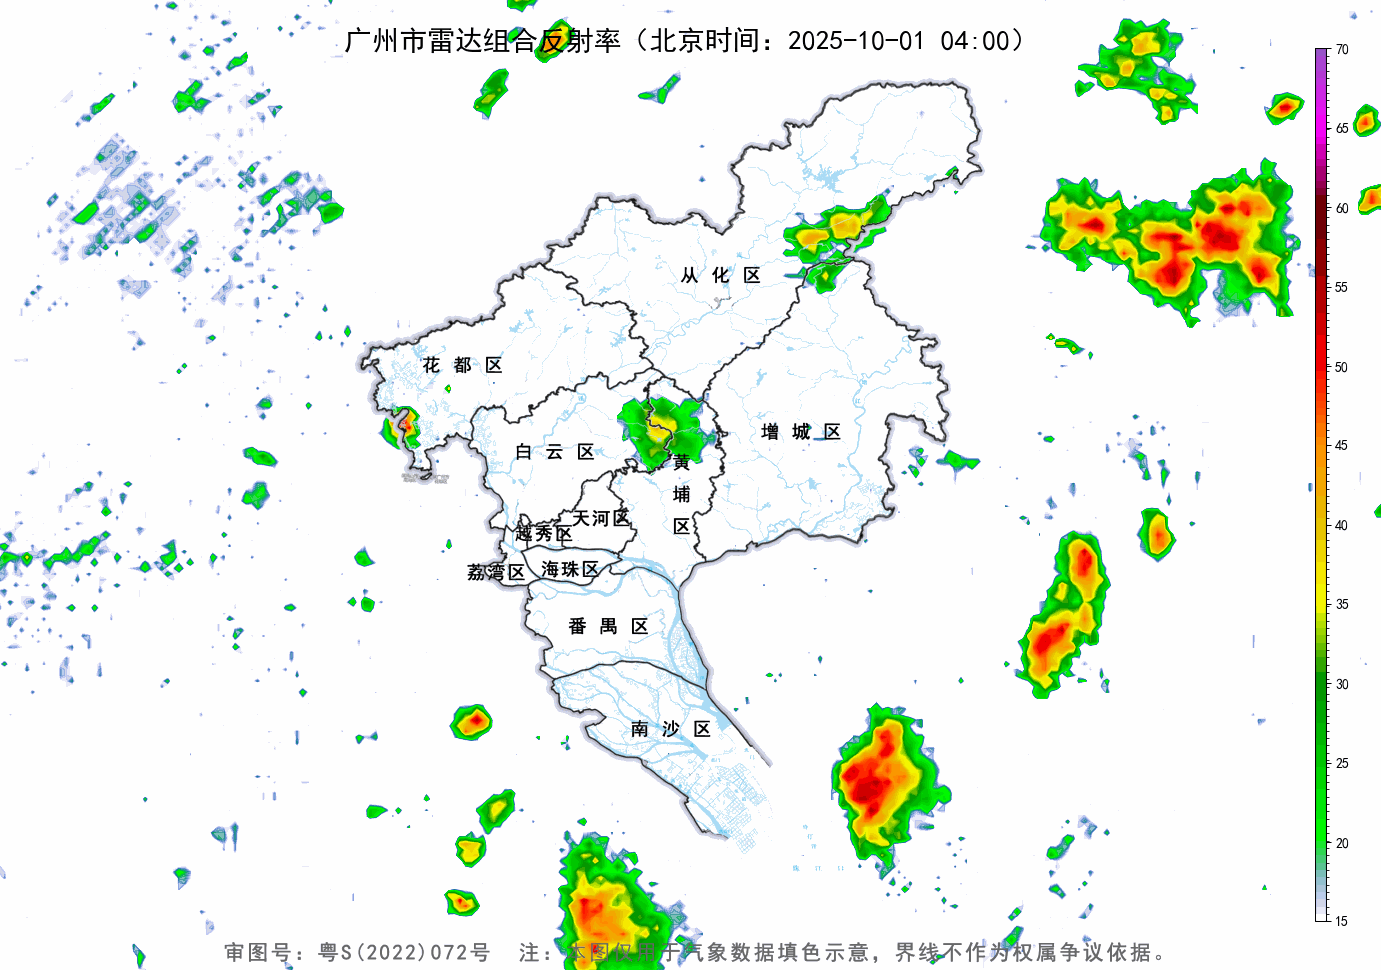 广州市雷达组合反射率（北京时间：2025-10-01 04:00）
70
65
60
55
50
45
40
35
30
25
20
15
从化区
花都区
白云区
增城区
黄埔区
天河区
越秀区
荔湾区
海珠区
番禺区
南沙区
审图号：粤S(2022)072号 注：本图仅用于气象数据填色示意，界线不作为权属争议依据。